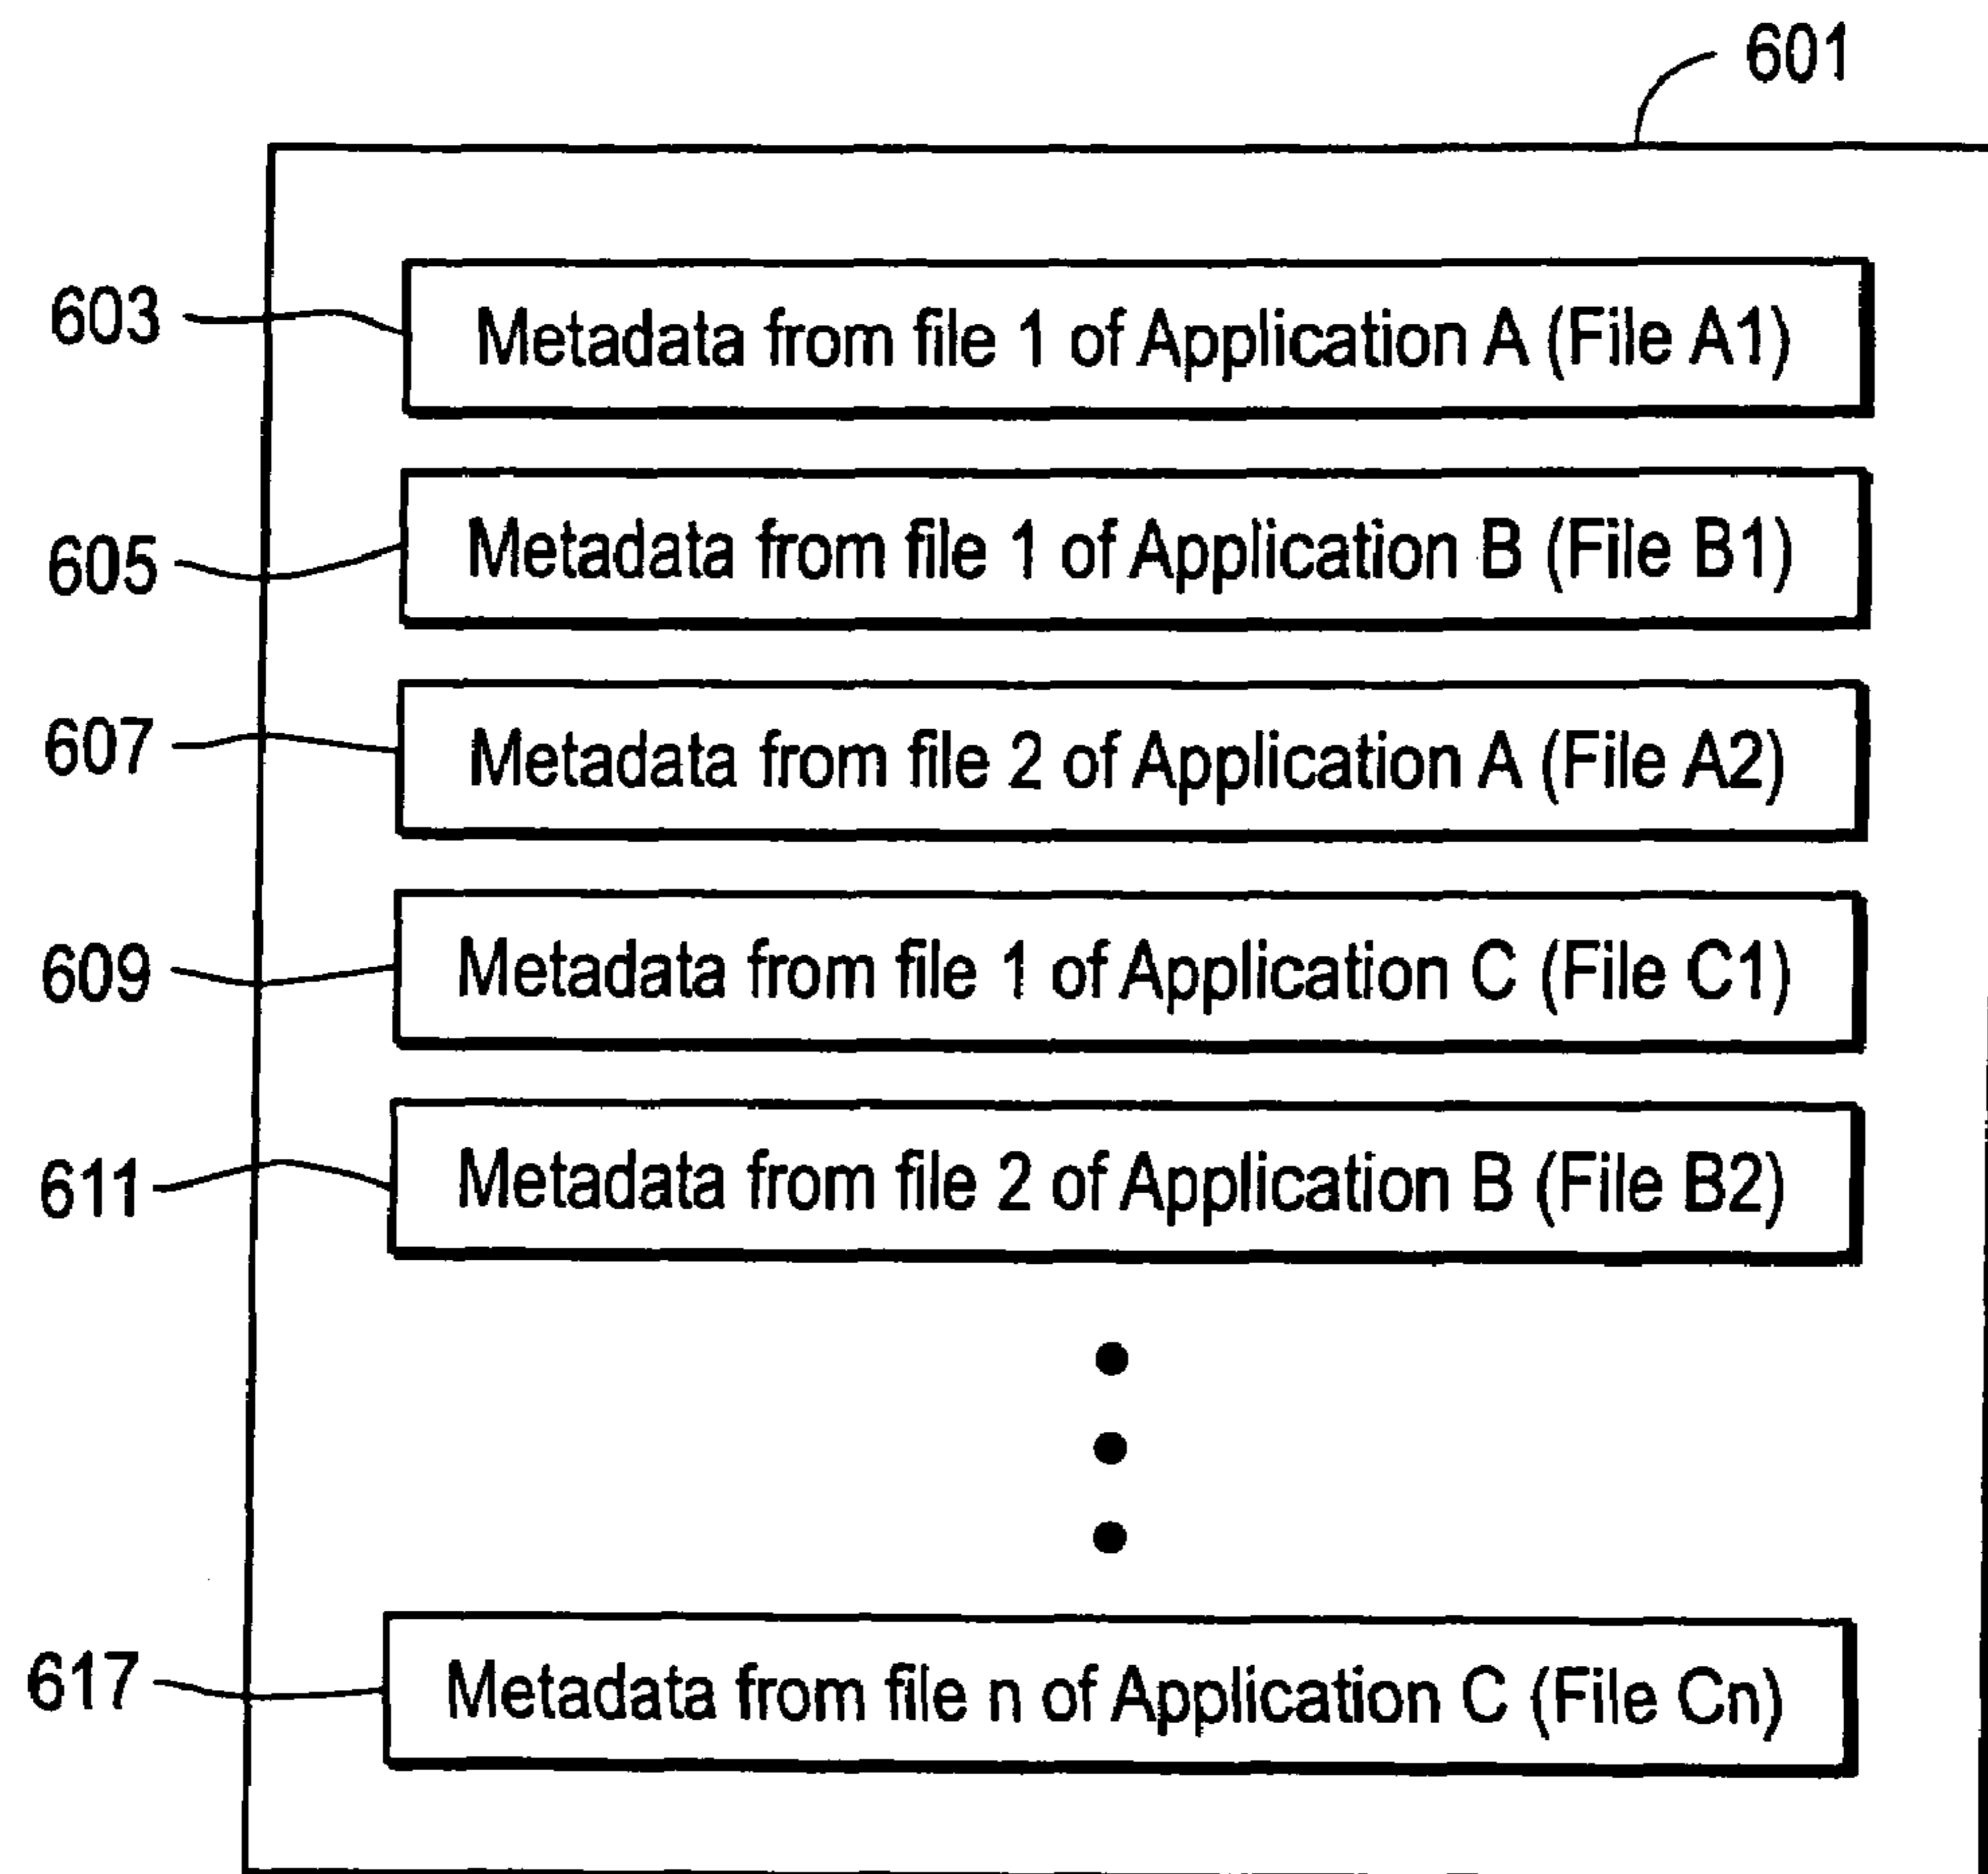 601
603 Metadata from file 1 of Application A (File A1)
605 Metadata from file 1 of Application B (File B1)
607 Metadata from file 2 of Application A (File A2)
609 Metadata from file 1 of Application C (File C1)
611 Metadata from file 2 of Application B (File B2)
617 Metadata from file n of Application C (File Cn)